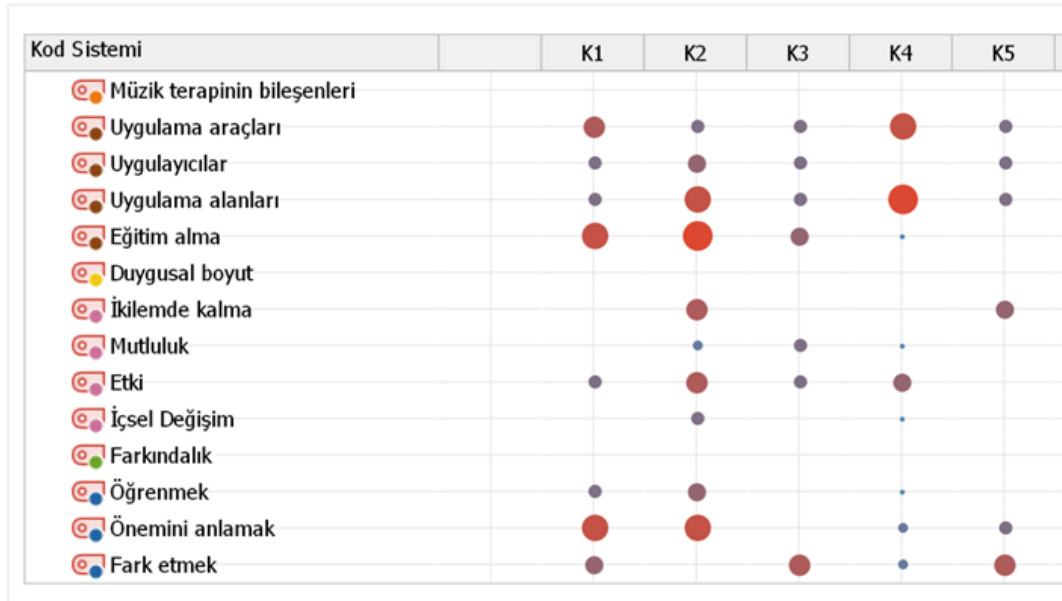 Kod Sistemi K1 K2 K3 K4 K5
Müzik terapinin bileşenleri
Uygulama araçları
Uygulayıcılar
Uygulama alanları
Eğitim alma
Duygusal boyut
İkilemde kalma
Mutluluk
Etki
İçsel Değişim
Farkındalık
Öğrenmek
Önemini anlamak
Fark etmek